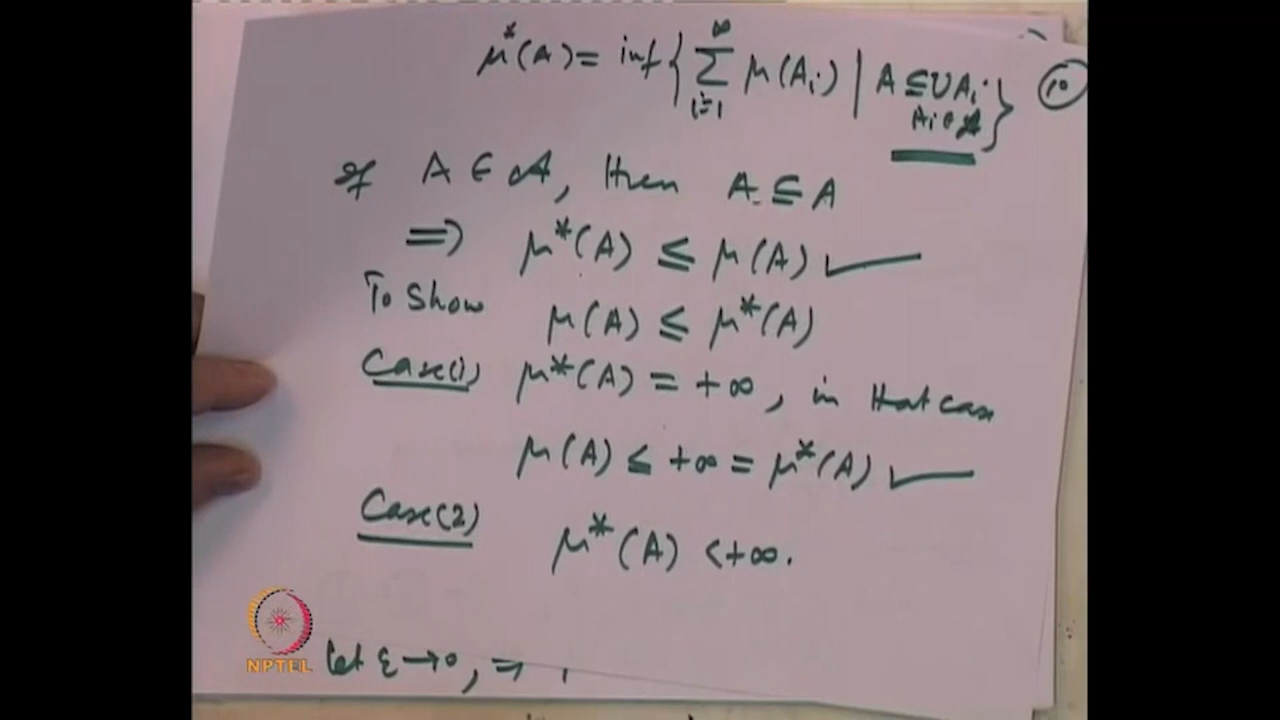 μ*(A) = inf { ∑_{i=1}^{∞} μ(A_i) | A ⊆ ∪A_i, A_i ∈ 𝒜 } (10)
If A ∈ 𝒜, then A ⊆ A
⟹ μ*(A) ≤ μ(A) ✓
To show μ(A) ≤ μ*(A)
Case(1) μ*(A) = +∞, in that case
μ(A) ≤ +∞ = μ*(A) ✓
Case(2) μ*(A) < +∞.
let ε → 0, ⇒
NPTEL